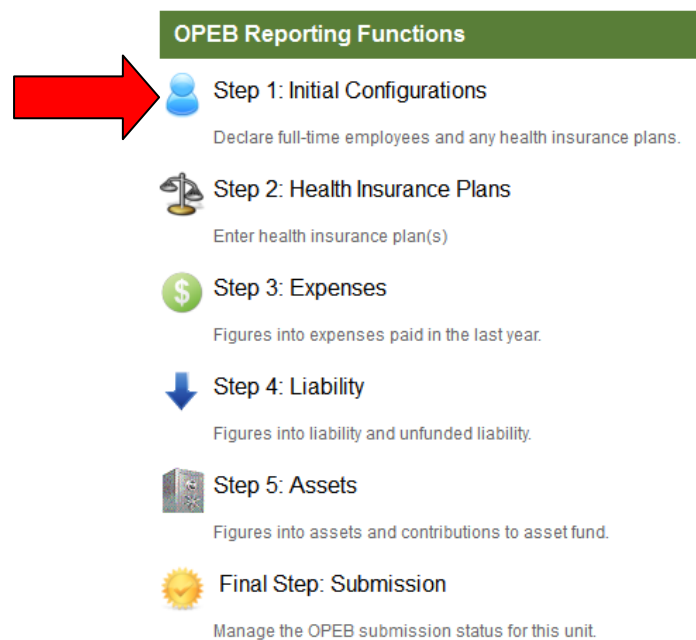 OPEB Reporting Functions
Step 1: Initial Configurations
Declare full-time employees and any health insurance plans.
Step 2: Health Insurance Plans
Enter health insurance plan(s)
$
Step 3: Expenses
Figures into expenses paid in the last year.
Step 4: Liability
Figures into liability and unfunded liability.
Step 5: Assets
Figures into assets and contributions to asset fund.
Final Step: Submission
Manage the OPEB submission status for this unit.